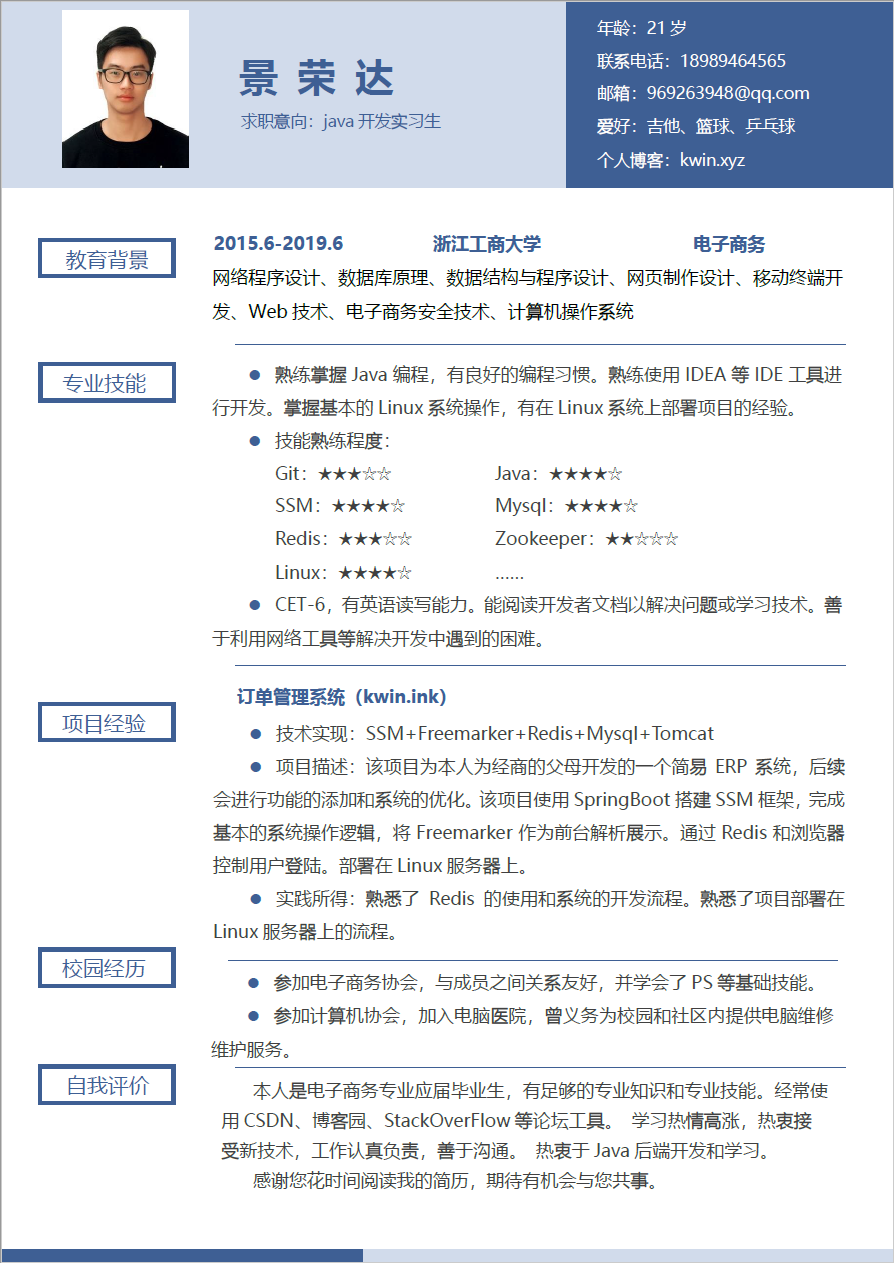 景 荣 达
求职意向：java 开发实习生
年龄：21 岁
联系电话：18989464565
邮箱：969263948@qq.com
爱好：吉他、篮球、乒乓球
个人博客：kwin.xyz
教育背景
2015.6-2019.6 浙江工商大学 电子商务
网络程序设计、数据库原理、数据结构与程序设计、网页制作设计、移动终端开
发、Web 技术、电子商务安全技术、计算机操作系统
专业技能
● 熟练掌握 Java 编程，有良好的编程习惯。熟练使用 IDEA 等 IDE 工具进
行开发。掌握基本的 Linux 系统操作，有在 Linux 系统上部署项目的经验。
● 技能熟练程度：
Git：★★★☆☆ Java：★★★★☆
SSM：★★★★☆ Mysql：★★★★☆
Redis：★★★☆☆ Zookeeper：★★☆☆☆
Linux：★★★★☆ ......
● CET-6，有英语读写能力。能阅读开发者文档以解决问题或学习技术。善
于利用网络工具等解决开发中遇到的困难。
项目经验
订单管理系统（kwin.ink）
● 技术实现：SSM+Freemarker+Redis+Mysql+Tomcat
● 项目描述：该项目为本人为经商的父母开发的一个简易 ERP 系统，后续
会进行功能的添加和系统的优化。该项目使用 SpringBoot 搭建 SSM 框架，完成
基本的系统操作逻辑，将 Freemarker 作为前台解析展示。通过 Redis 和浏览器
控制用户登陆。部署在 Linux 服务器上。
● 实践所得：熟悉了 Redis 的使用和系统的开发流程。熟悉了项目部署在
Linux 服务器上的流程。
校园经历
● 参加电子商务协会，与成员之间关系友好，并学会了 PS 等基础技能。
● 参加计算机协会，加入电脑医院，曾义务为校园和社区内提供电脑维修
维护服务。
自我评价
本人是电子商务专业应届毕业生，有足够的专业知识和专业技能。经常使
用 CSDN、博客园、StackOverFlow 等论坛工具。 学习热情高涨，热衷接
受新技术，工作认真负责，善于沟通。 热衷于 Java 后端开发和学习。
感谢您花时间阅读我的简历，期待有机会与您共事。